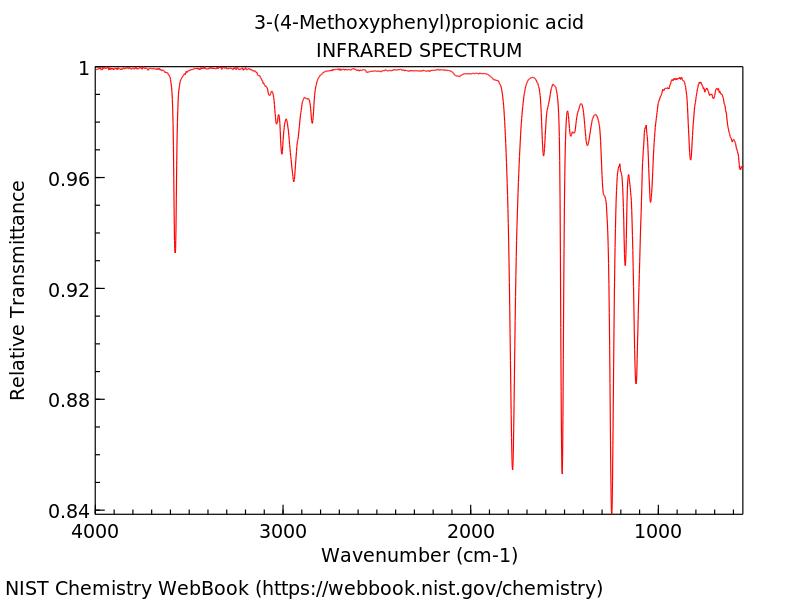 3-(4-Methoxyphenyl)propionic acid
INFRARED SPECTRUM
1
0.96
0.92
0.88
0.84
Relative Transmittance
4000 3000 2000 1000
Wavenumber (cm-1)
NIST Chemistry WebBook (https://webbook.nist.gov/chemistry)